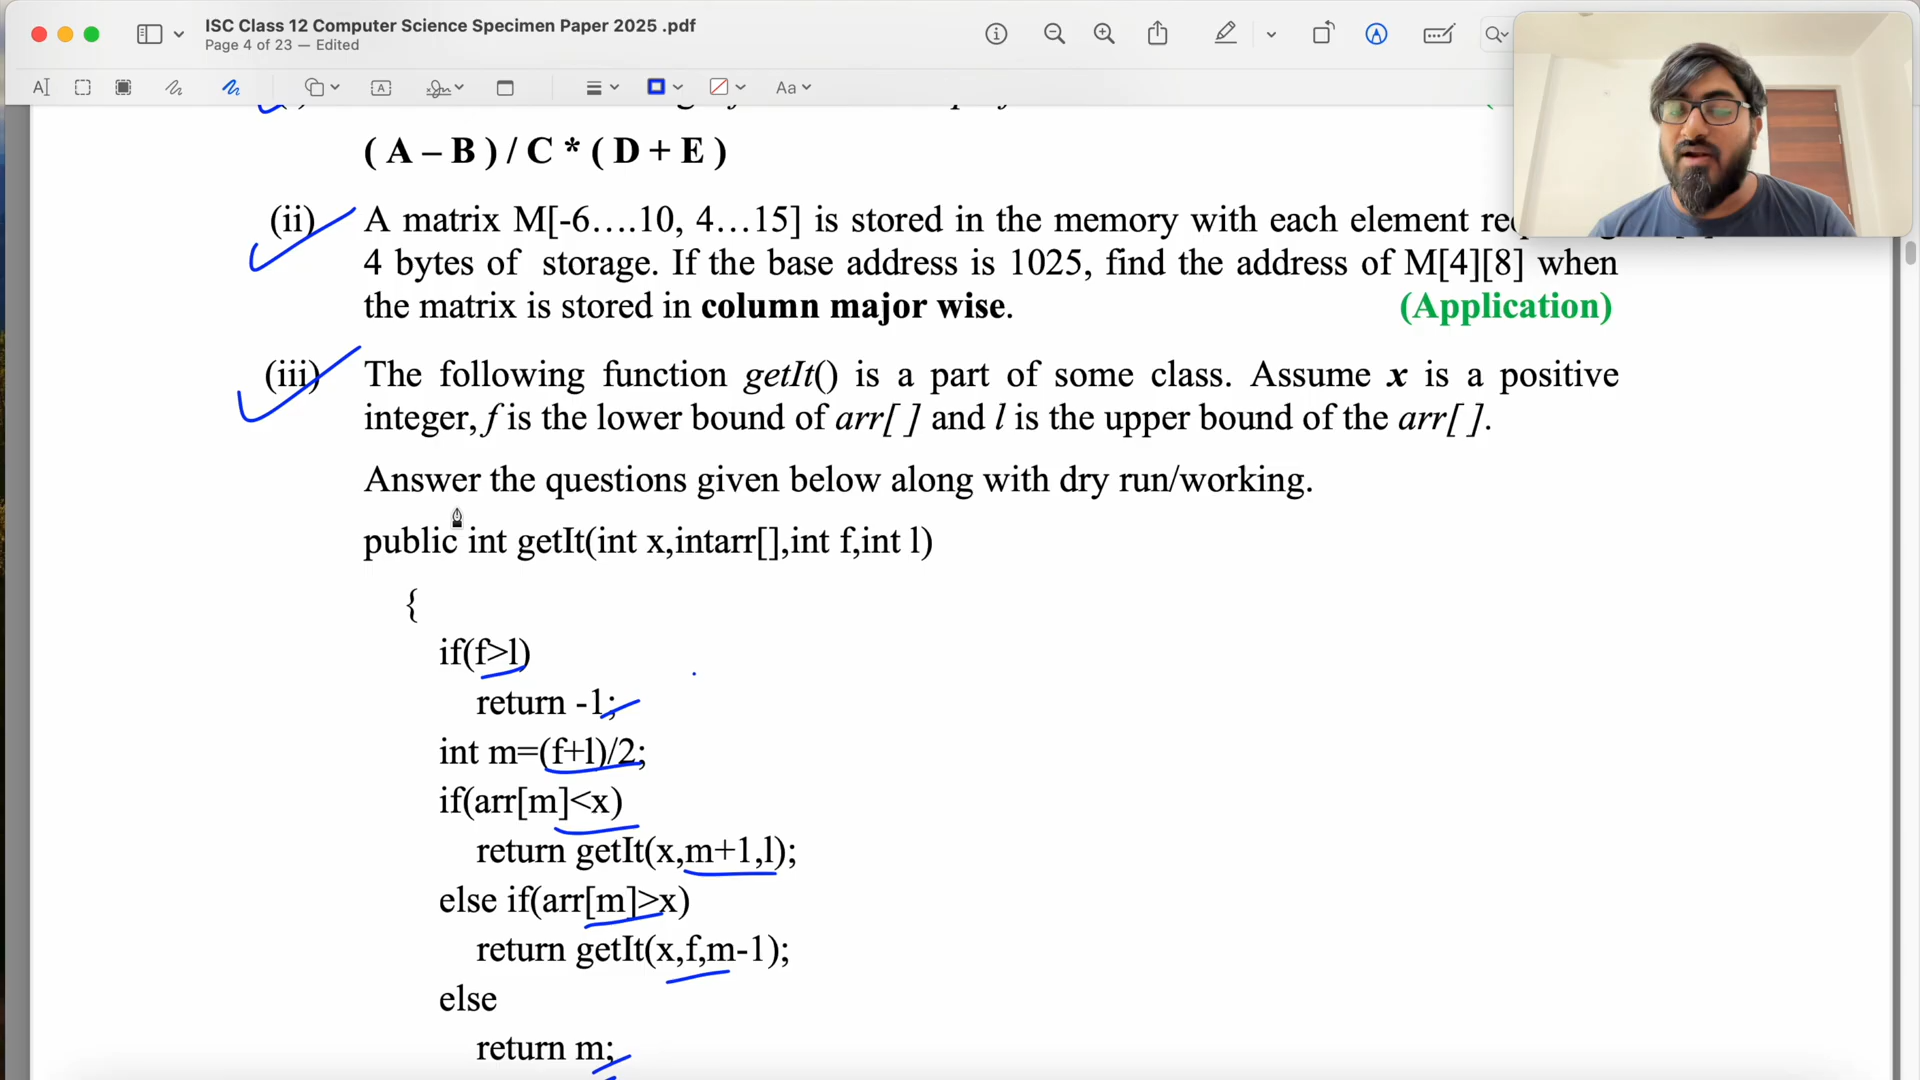 ISC Class 12 Computer Science Specimen Paper 2025 .pdf
Page 4 of 23 — Edited
( A – B ) / C * ( D + E )
(ii) A matrix M[-6….10, 4…15] is stored in the memory with each element
4 bytes of storage. If the base address is 1025, find the address of M[4][8] when
the matrix is stored in column major wise. (Application)
(iii) The following function getIt() is a part of some class. Assume x is a positive
integer, f is the lower bound of arr[ ] and l is the upper bound of the arr[ ].
Answer the questions given below along with dry run/working.
public int getIt(int x,intarr[],int f,int l)
{
if(f>l)
return -1;
int m=(f+l)/2;
if(arr[m]<x)
return getIt(x,m+1,l);
else if(arr[m]>x)
return getIt(x,f,m-1);
else
return m;